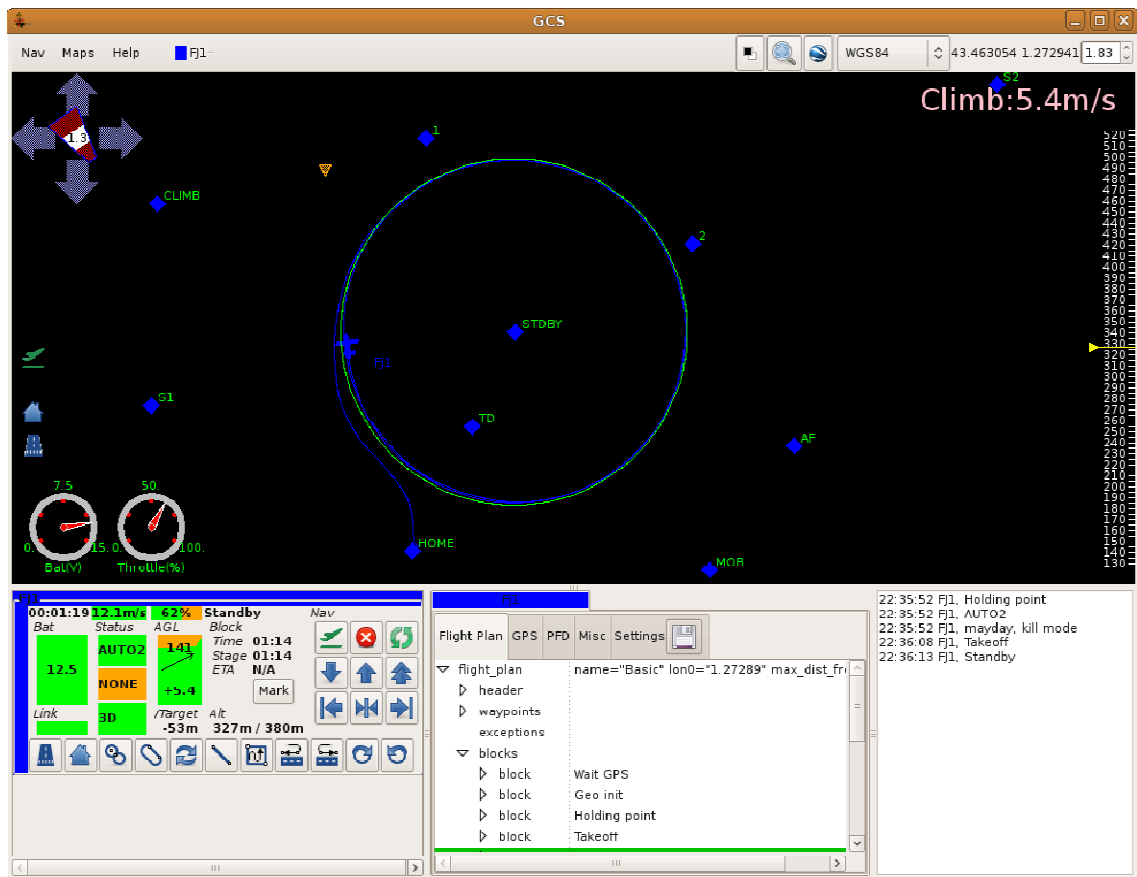 GCS
Nav Maps Help FJ1 WGS84 43.463054 1.272941 1.83
S2
Climb:5.4m/s
1.3
1
CLIMB
2
STDBY
FJ1
S1
TD
AF
HOME
MOB
520
510
500
490
480
470
460
450
440
430
420
410
400
390
380
370
360
350
340
330
320
310
300
290
280
270
260
250
240
230
220
210
200
190
180
170
160
150
140
130
7.5 50.
0. 15. 0. 100.
Bat(V) Throttle(%)
FJ1
00:01:19 12.1m/s 62% Standby Nav
Bat Status AGL Block
AUTO2 141 Time 01:14
12.5 Stage 01:14
NONE ETA N/A
+5.4 Mark
Link 3D /Target Alt
-53m 327m / 380m
FJ1
Flight Plan GPS PFD Misc Settings
flight_plan name="Basic" lon0="1.27289" max_dist_fr
header
waypoints
exceptions
blocks
block Wait GPS
block Geo init
block Holding point
block Takeoff
22:35:52 FJ1, Holding point
22:35:52 FJ1, AUTO2
22:35:52 FJ1, mayday, kill mode
22:36:08 FJ1, Takeoff
22:36:13 FJ1, Standby